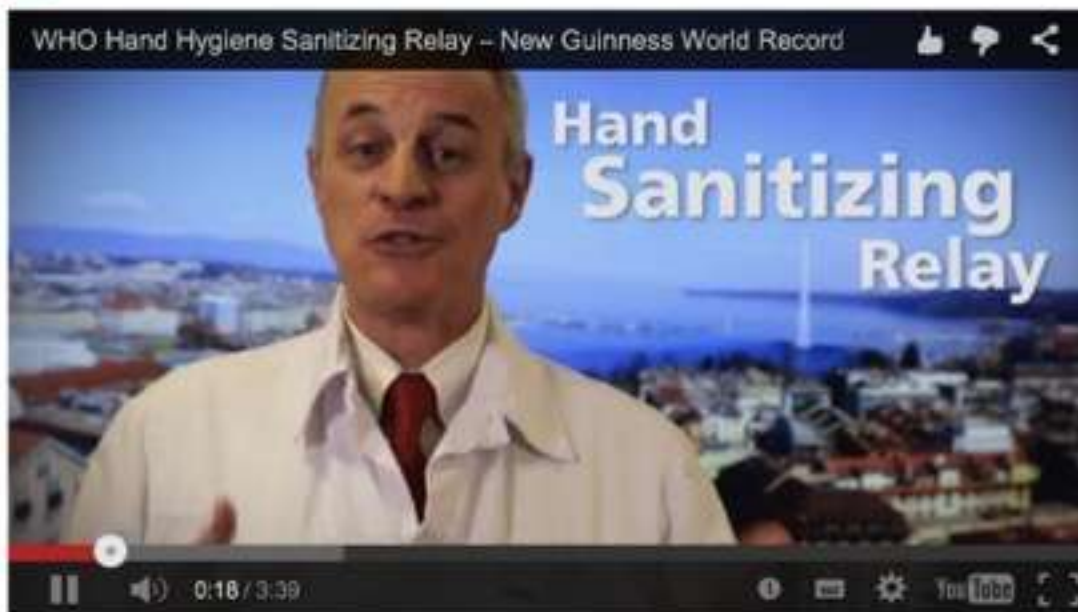 WHO Hand Hygiene Sanitizing Relay – New Guinness World Record
Hand
Sanitizing
Relay
0:18 / 3:39
YouTube